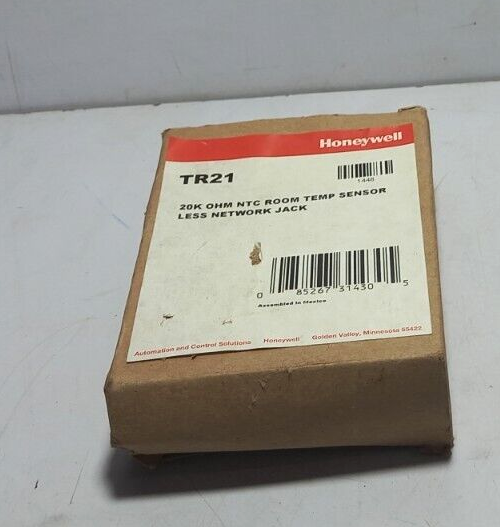 Honeywell
TR21
1446
20K OHM NTC ROOM TEMP SENSOR
LESS NETWORK JACK
0 85267 31430 5
Assembled in Mexico
Automation and Control Solutions Honeywell Golden Valley, Minnesota 55422